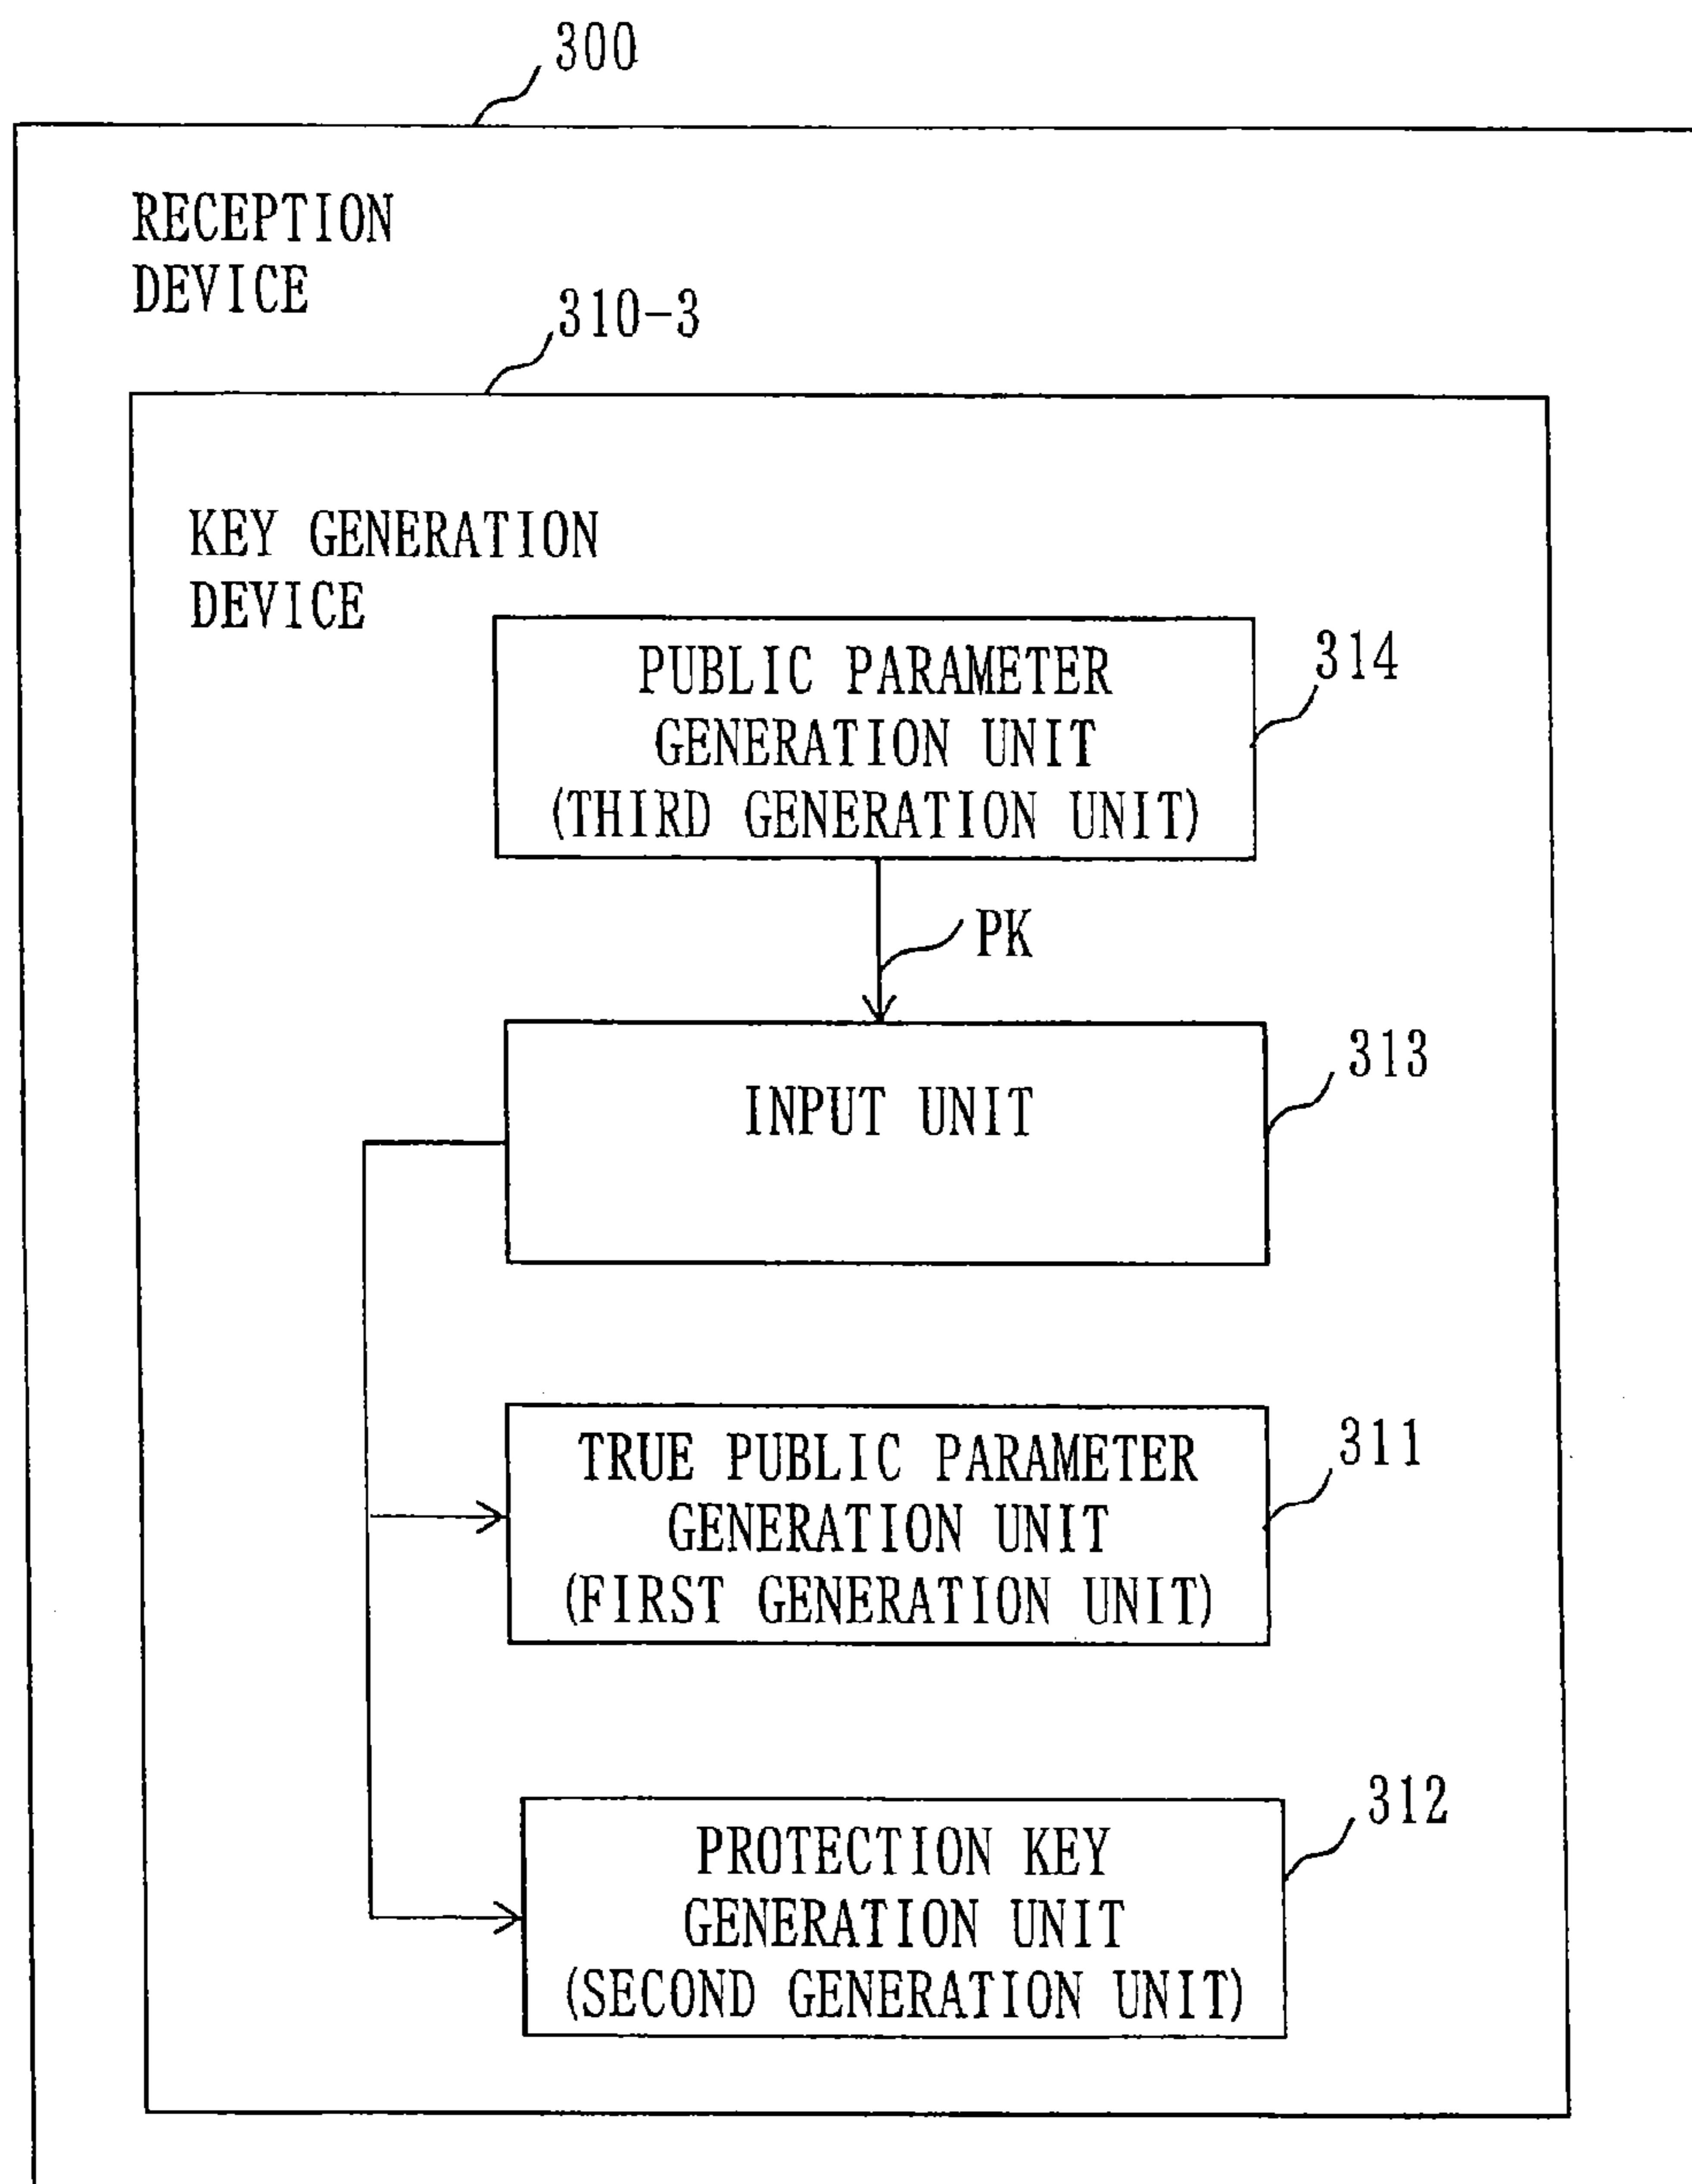 300
RECEPTION
DEVICE
310-3
KEY GENERATION
DEVICE
PUBLIC PARAMETER
GENERATION UNIT
(THIRD GENERATION UNIT)
314
PK
INPUT UNIT
313
TRUE PUBLIC PARAMETER
GENERATION UNIT
(FIRST GENERATION UNIT)
311
PROTECTION KEY
GENERATION UNIT
(SECOND GENERATION UNIT)
312